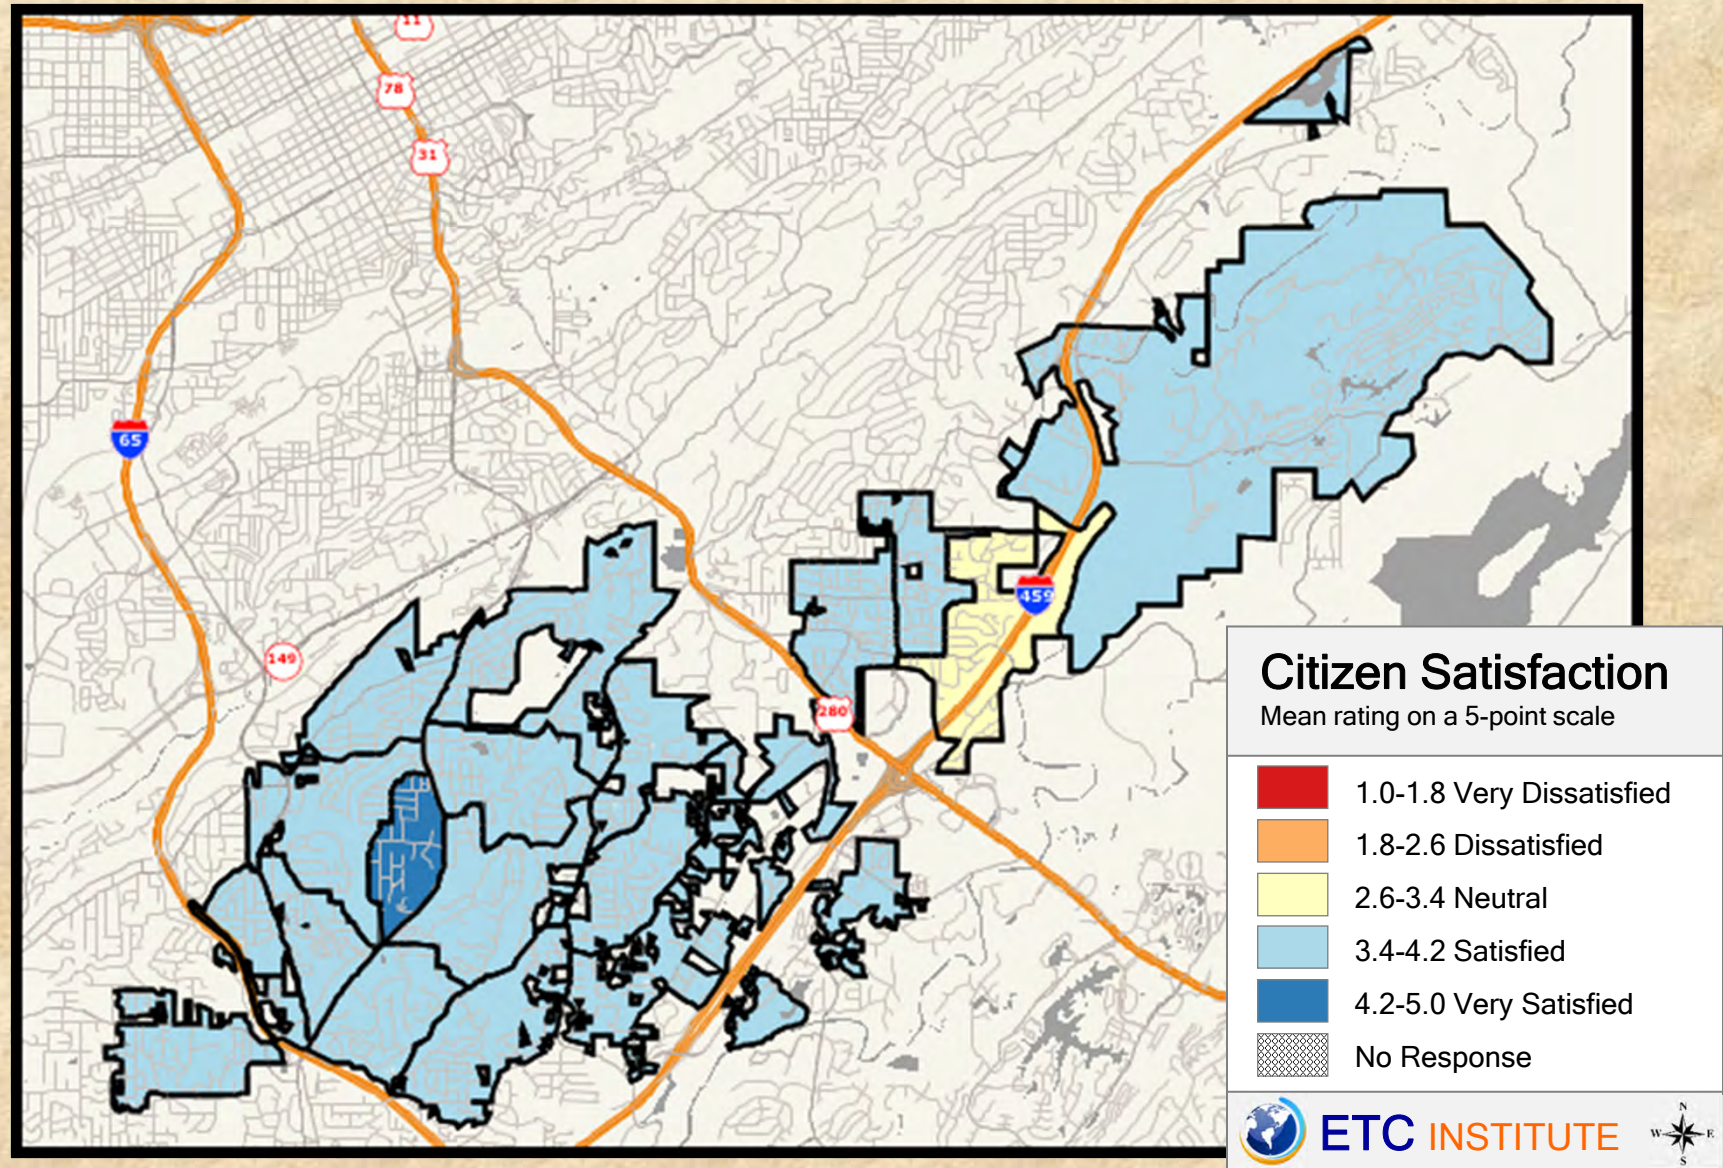 11
78
31
65
459
149
280
Citizen Satisfaction
Mean rating on a 5-point scale
1.0-1.8 Very Dissatisfied
1.8-2.6 Dissatisfied
2.6-3.4 Neutral
3.4-4.2 Satisfied
4.2-5.0 Very Satisfied
No Response
ETC INSTITUTE
N
W E
S